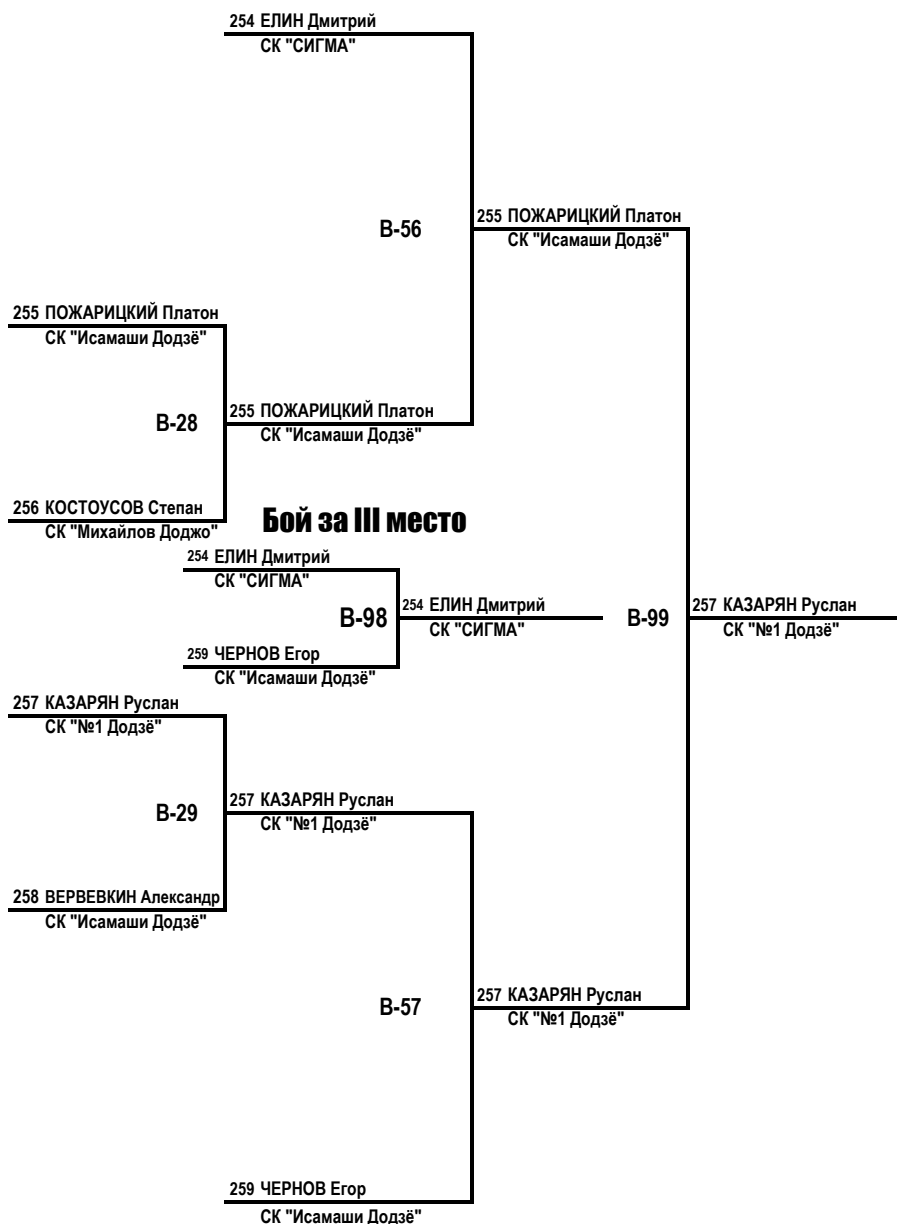 254 ЕЛИН Дмитрий
СК "СИГМА"
В-56
255 ПОЖАРИЦКИЙ Платон
СК "Исамаши Додзё"
255 ПОЖАРИЦКИЙ Платон
СК "Исамаши Додзё"
В-28
255 ПОЖАРИЦКИЙ Платон
СК "Исамаши Додзё"
256 КОСТОУСОВ Степан
СК "Михайлов Доджо"
Бой за III место
254 ЕЛИН Дмитрий
СК "СИГМА"
В-98
254 ЕЛИН Дмитрий
СК "СИГМА"
В-99
257 КАЗАРЯН Руслан
СК "№1 Додзё"
259 ЧЕРНОВ Егор
СК "Исамаши Додзё"
257 КАЗАРЯН Руслан
СК "№1 Додзё"
В-29
257 КАЗАРЯН Руслан
СК "№1 Додзё"
258 ВЕРВЕВКИН Александр
СК "Исамаши Додзё"
В-57
257 КАЗАРЯН Руслан
СК "№1 Додзё"
259 ЧЕРНОВ Егор
СК "Исамаши Додзё"